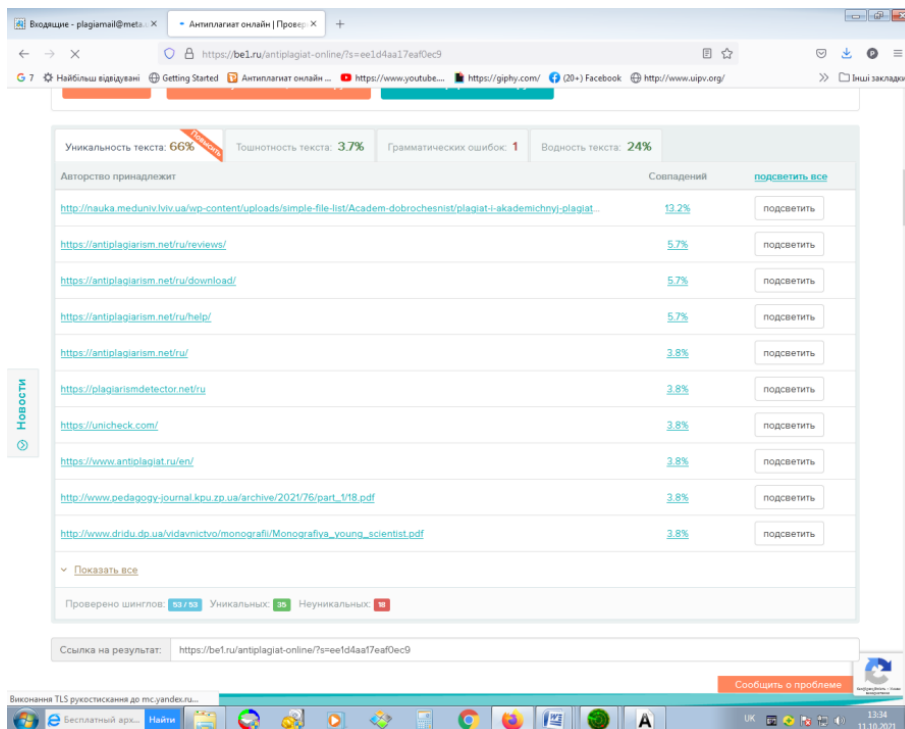 Входящие - plagiamail@meta.
Антиплагиат онлайн | Провер
https://be1.ru/antiplagiat-online/?s=ee1d4aa17eaf0ec9
G 7 Найбільш відвідувані Getting Started Антиплагиат онлайн ... https://www.youtube.... https://giphy.com/ (20+) Facebook http://www.uipv.org/ Інші закладки
Уникальность текста: 66% Повысить Тошнотность текста: 3.7% Грамматических ошибок: 1 Водность текста: 24%
Авторство принадлежит Совпадений подсветить все
http://nauka.meduniv.lviv.ua/wp-content/uploads/simple-file-list/Academ-dobrochesnist/plagiat-i-akademichnyj-plagiat... 13.2% подсветить
https://antiplagiarism.net/ru/reviews/ 5.7% подсветить
https://antiplagiarism.net/ru/download/ 5.7% подсветить
https://antiplagiarism.net/ru/help/ 5.7% подсветить
https://antiplagiarism.net/ru/ 3.8% подсветить
https://plagiarismdetector.net/ru 3.8% подсветить
https://unicheck.com/ 3.8% подсветить
https://www.antiplagiat.ru/en/ 3.8% подсветить
http://www.pedagogy-journal.kpu.zp.ua/archive/2021/76/part_1/18.pdf 3.8% подсветить
http://www.dridu.dp.ua/vidavnictvo/monografii/Monografiya_young_scientist.pdf 3.8% подсветить
Показать все
Проверено шинглов: 53 / 53 Уникальных: 35 Неуникальных: 18
Новости
Ссылка на результат: https://be1.ru/antiplagiat-online/?s=ee1d4aa17eaf0ec9
Сообщить о проблеме
Виконання TLS рукостискання до mc.yandex.ru...
Бесплатный арх... Найти A UK 13:34
11.10.2021